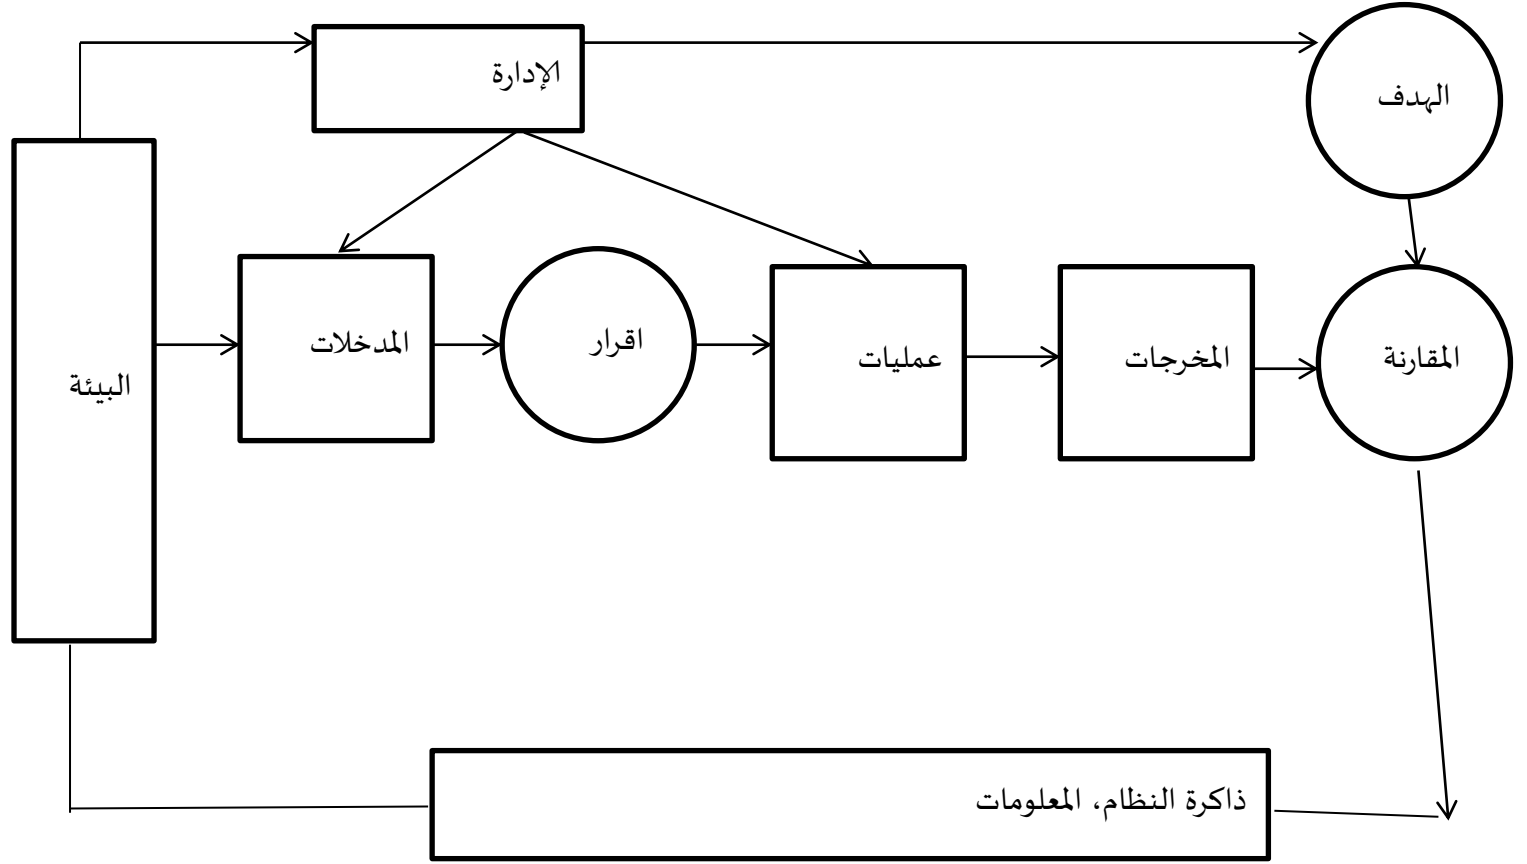 الإدارة
الهدف
البيئة
المدخلات
اقرار
عمليات
المخرجات
المقارنة
ذاكرة النظام، المعلومات